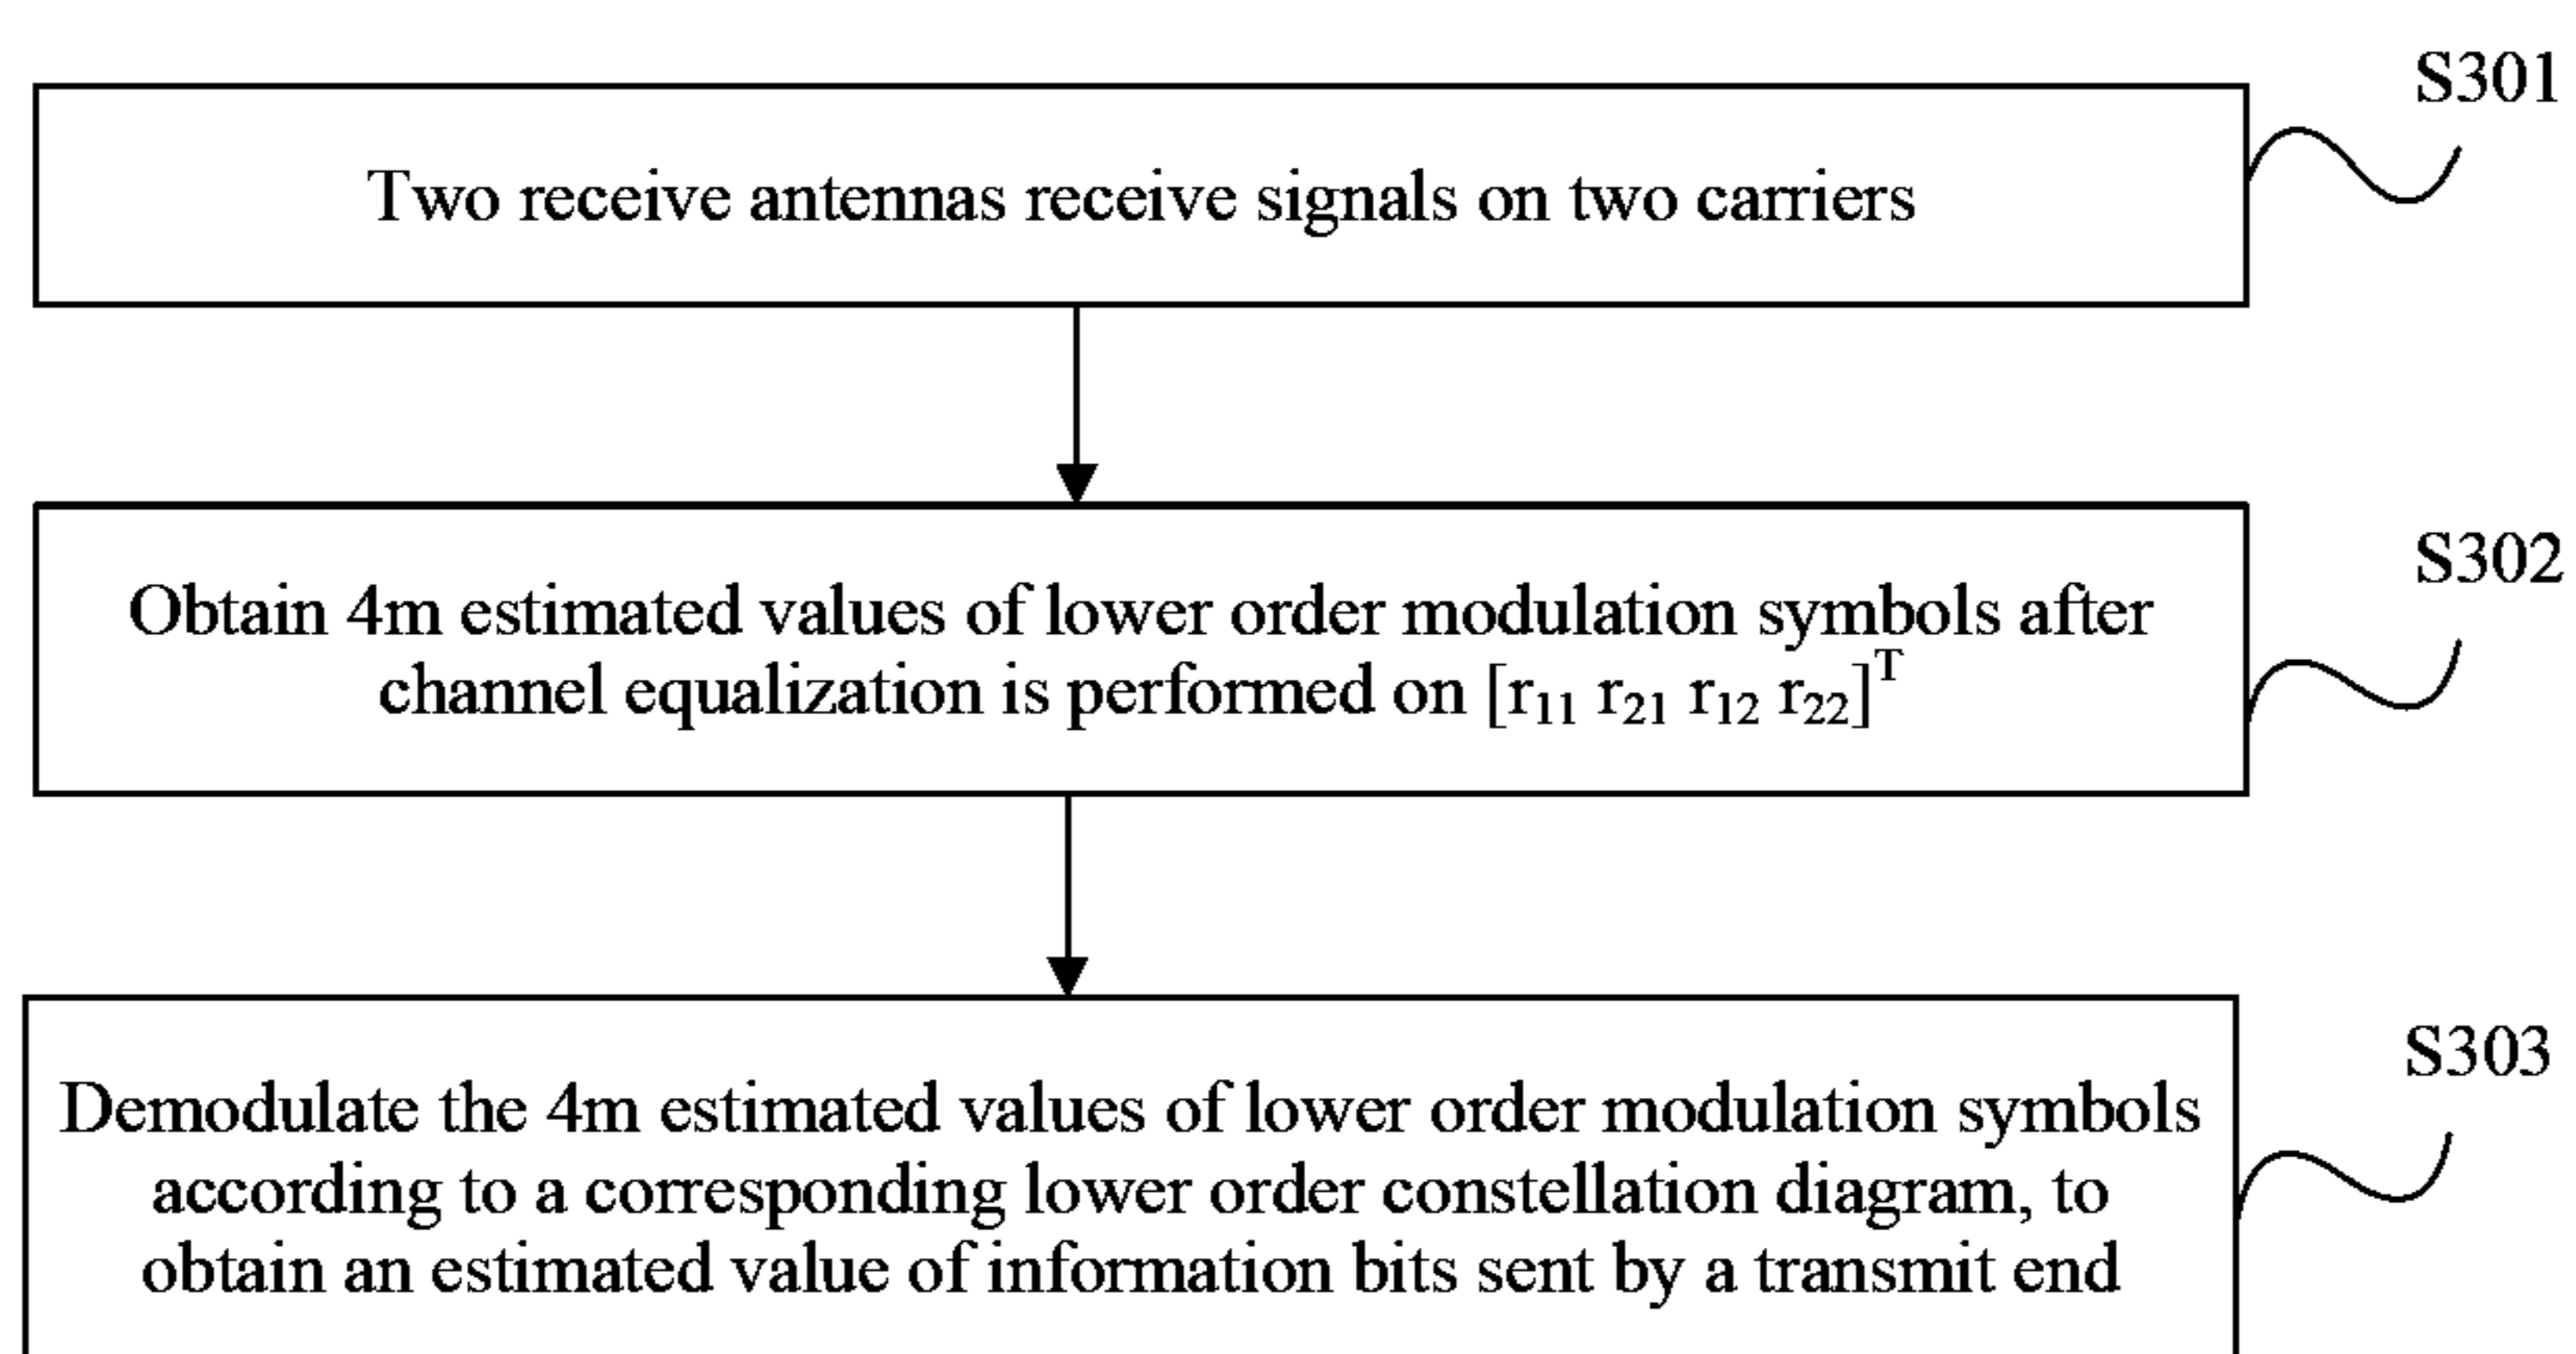 S301
Two receive antennas receive signals on two carriers
S302
Obtain 4m estimated values of lower order modulation symbols after
channel equalization is performed on [r₁₁ r₂₁ r₁₂ r₂₂]ᵀ
S303
Demodulate the 4m estimated values of lower order modulation symbols
according to a corresponding lower order constellation diagram, to
obtain an estimated value of information bits sent by a transmit end